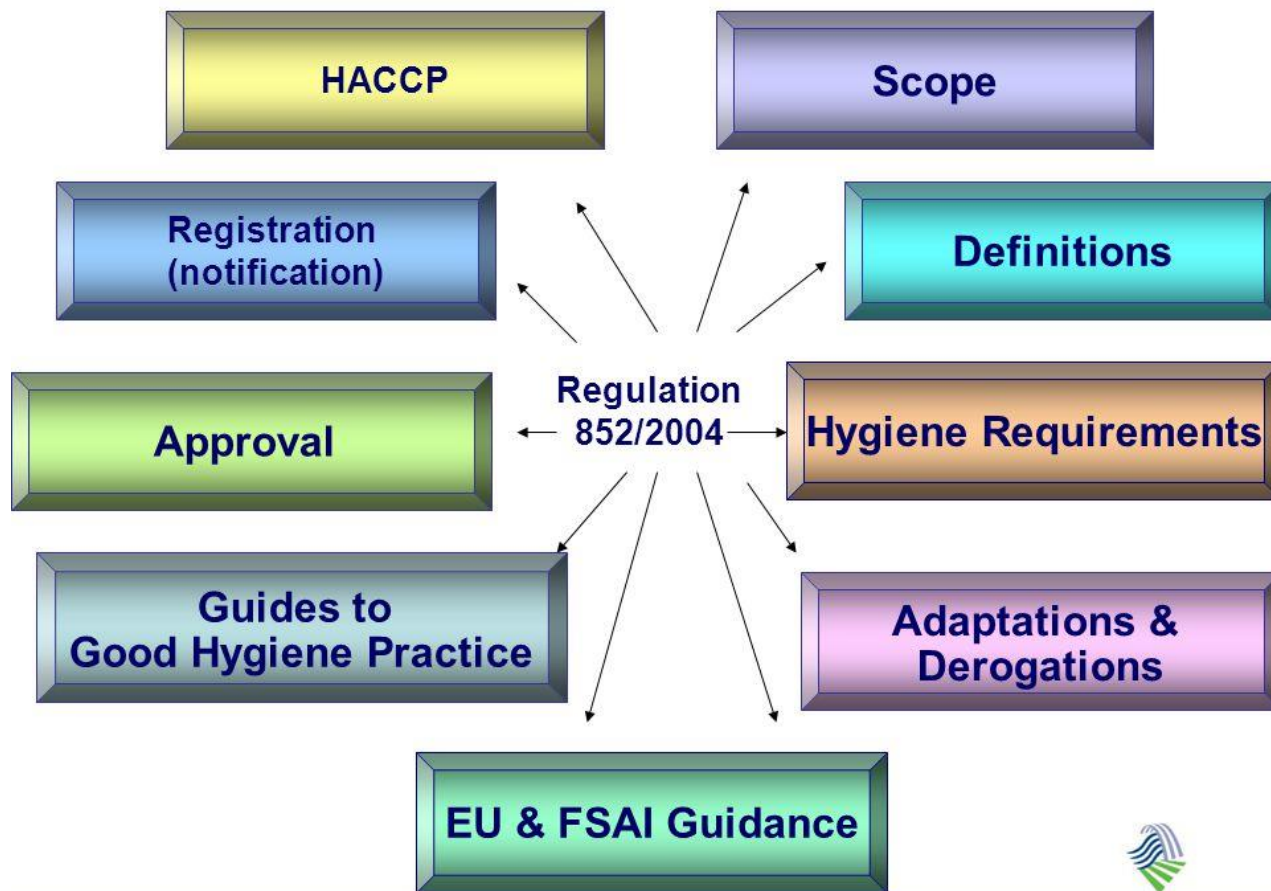 HACCP
Scope
Registration
(notification)
Definitions
Regulation
852/2004
Approval
Hygiene Requirements
Guides to
Good Hygiene Practice
Adaptations &
Derogations
EU & FSAI Guidance